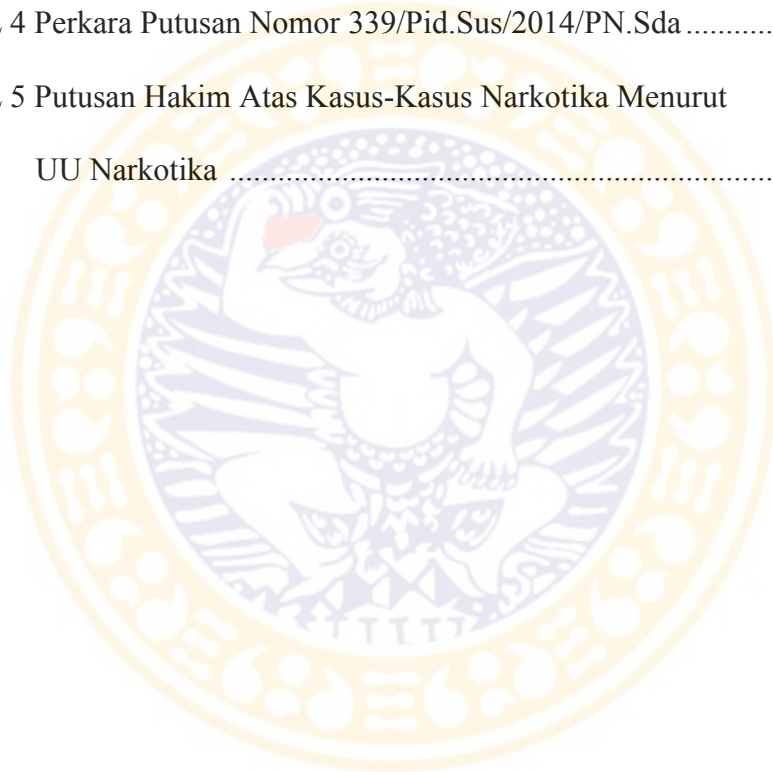 4 Perkara Putusan Nomor 339/Pid.Sus/2014/PN.Sda ...........
5 Putusan Hakim Atas Kasus-Kasus Narkotika Menurut
UU Narkotika ..................................................................